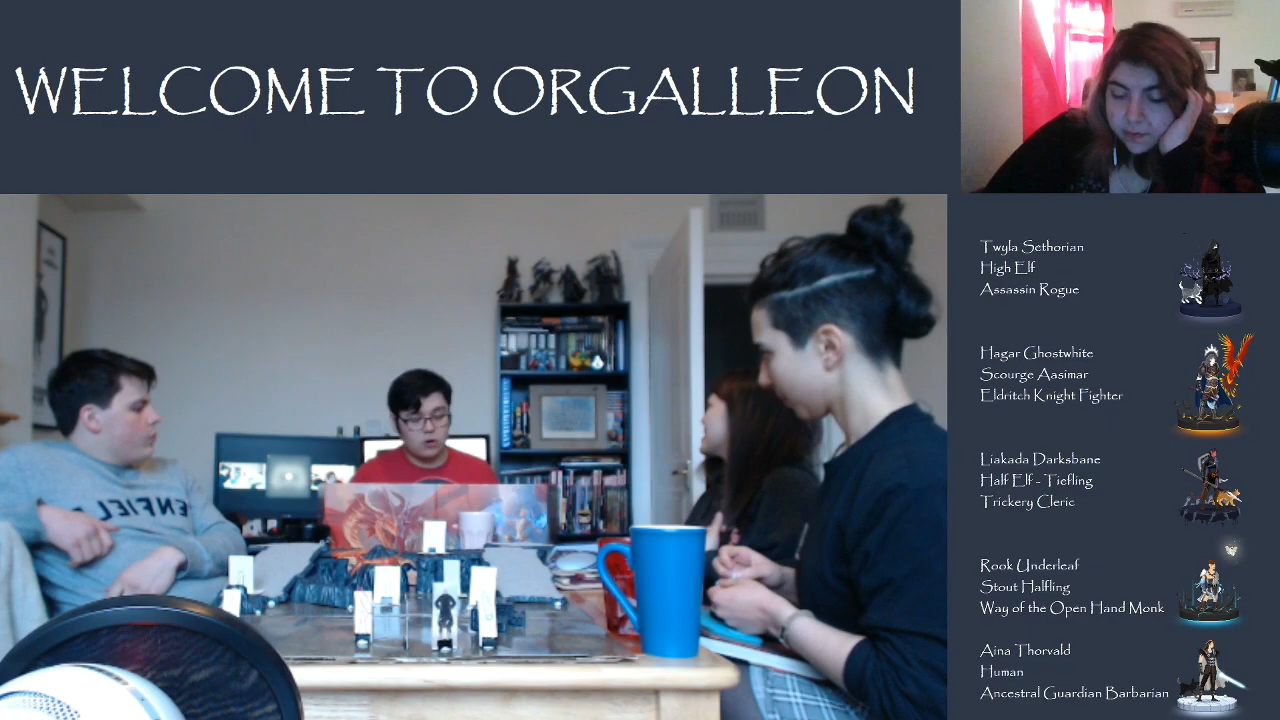 WELCOME TO ORGALLEON
Twyla Sethorian
High Elf
Assassin Rogue
Hagar Ghostwhite
Scourge Aasimar
Eldritch Knight Fighter
Liakada Darksbane
Half Elf - Tiefling
Trickery Cleric
Rook Underleaf
Stout Halfling
Way of the Open Hand Monk
Aina Thorvald
Human
Ancestral Guardian Barbarian
ENFIEL